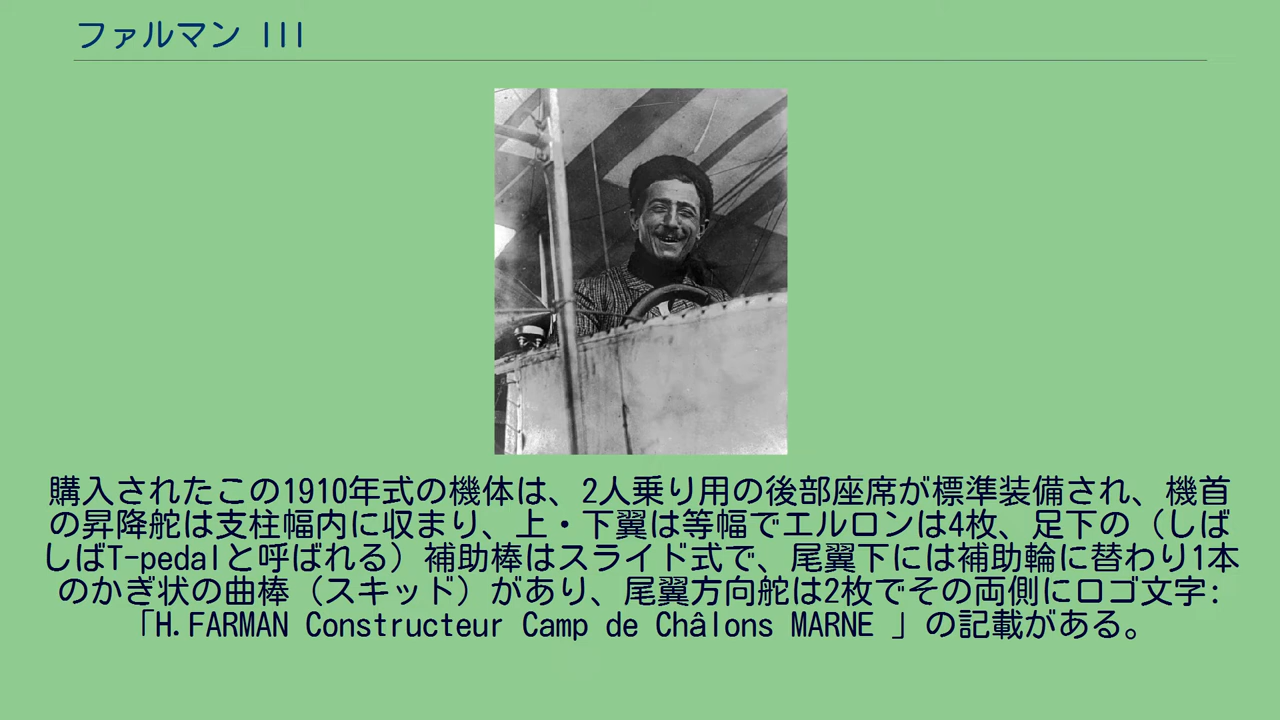 ファルマン III
購入されたこの1910年式の機体は、2人乗り用の後部座席が標準装備され、機首
の昇降舵は支柱幅内に収まり、上・下翼は等幅でエルロンは4枚、足下の（しば
しばT-pedalと呼ばれる）補助棒はスライド式で、尾翼下には補助輪に替わり1本
のかぎ状の曲棒（スキッド）があり、尾翼方向舵は2枚でその両側にロゴ文字:
「H.FARMAN Constructeur Camp de Châlons MARNE 」の記載がある。